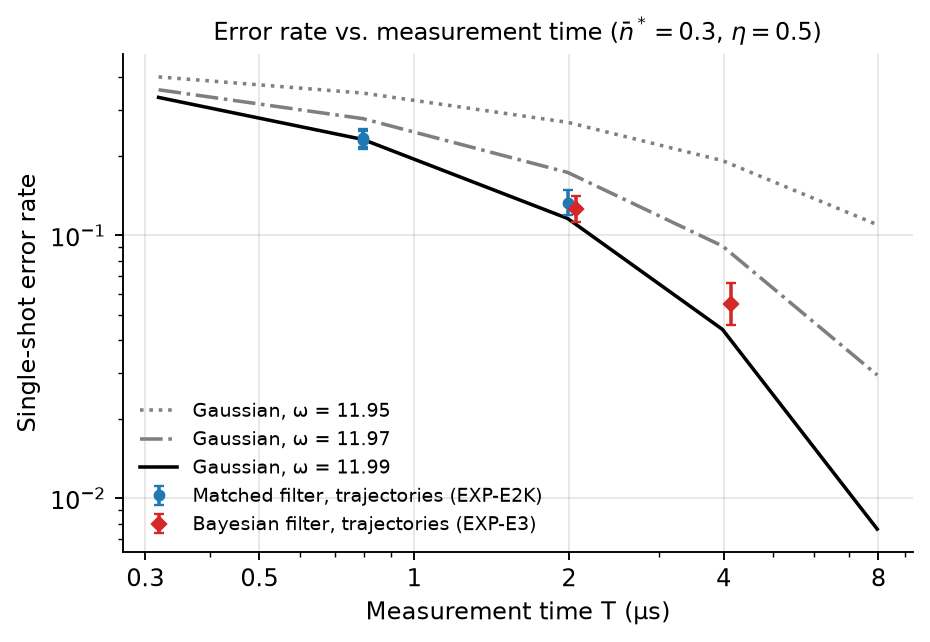 Error rate vs. measurement time (n̄* = 0.3, η = 0.5)
Single-shot error rate
10⁻¹
10⁻²
Gaussian, ω = 11.95
Gaussian, ω = 11.97
Gaussian, ω = 11.99
Matched filter, trajectories (EXP-E2K)
Bayesian filter, trajectories (EXP-E3)
0.3 0.5 1 2 4 8
Measurement time T (μs)